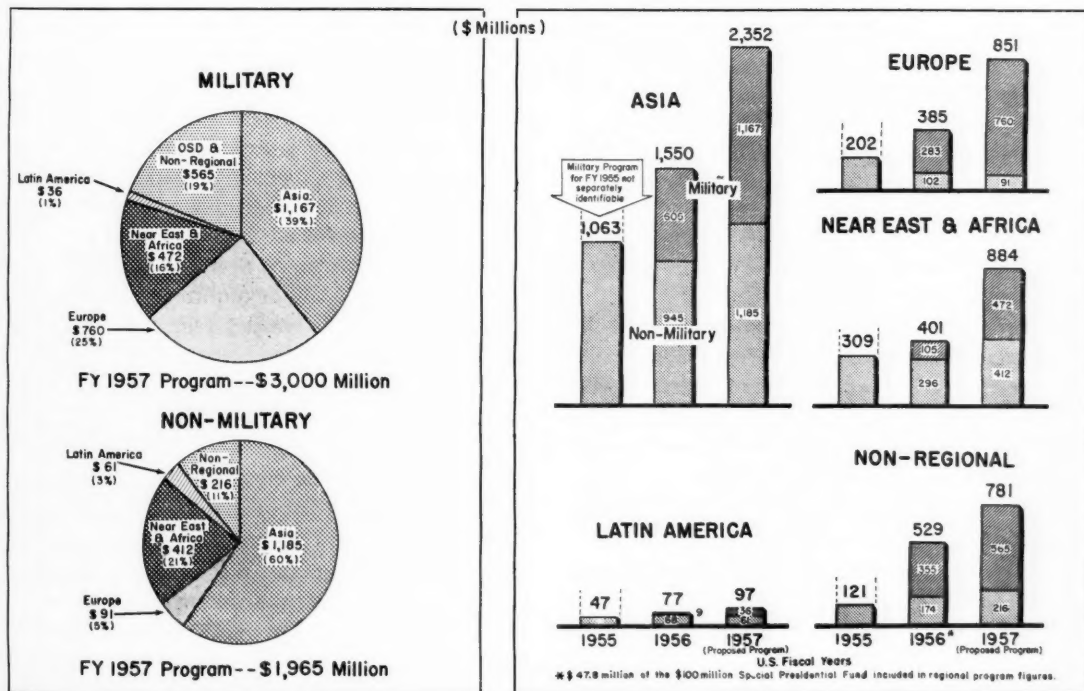 ($ Millions)
MILITARY
OSD &
Non-Regional
$565
(19%)
Latin America
$ 36
(1%)
Asia
$1,167
(39%)
Near East &
Africa
$ 472
(16%)
Europe
$ 760
(25%)
FY 1957 Program--$3,000 Million
NON-MILITARY
Latin America
$ 61
(3%)
Non-
Regional
$ 216
(11%)
Near East
& Africa
$ 412
(21%)
Asia
$1,185
(60%)
Europe
$ 91
(5%)
FY 1957 Program--$1,965 Million
ASIA
Military Program
for FY 1955 not
separately
identifiable
1,063
1,550
605
945
2,352
1,167
1,185
Military
Non-Military
EUROPE
202
385
283
102
851
760
91
NEAR EAST & AFRICA
309
401
105
296
884
472
412
LATIN AMERICA
47
77
9
68
97
36
61
1955
1956
1957
(Proposed Program)
NON-REGIONAL
121
529
355
174
781
565
216
1955
1956*
1957
(Proposed Program)
U.S. Fiscal Years
*$ 47.8 million of the $100 million Special Presidential Fund included in regional program figures.